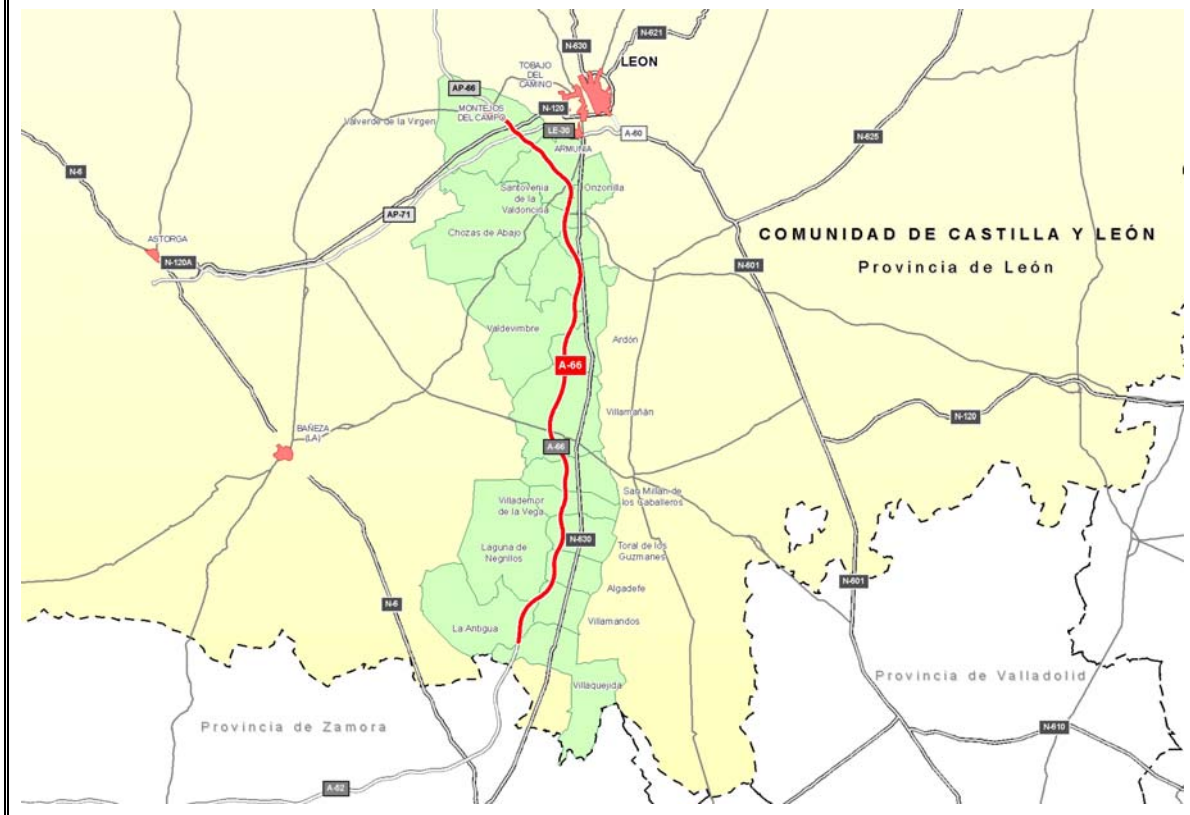 N-630
N-621
LEON
TOBAJO
DEL
CAMINO
AP-66
MONTEJOS
DEL CAMPO
N-120
Valverde de la Virgen
LE-30
A-60
ARMUNIA
N-625
N-6
Santovenia
de la
Valdoncina
Onzonilla
AP-71
Chozas de Abajo
COMUNIDAD DE CASTILLA Y LEÓN
Provincia de León
ASTORGA
N-120A
N-601
Valdevimbre
Ardón
A-66
Villamañán
N-120
BAÑEZA
(LA)
A-66
Villademor
de la Vega
San Millán de
los Caballeros
N-630
Laguna de
Negrillos
Toral de los
Guzmanes
Algadefe
N-601
N-6
La Antigua
Villamandos
Villaquejida
Provincia de Valladolid
Provincia de Zamora
N-610
A-62